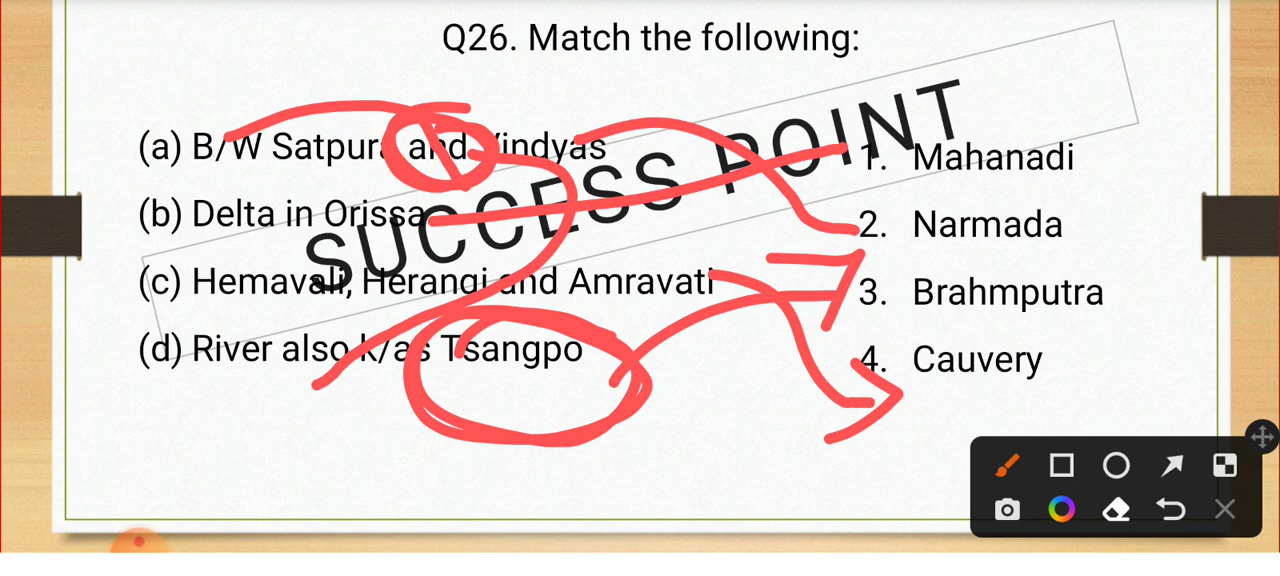 Q26. Match the following:
(a) B/W Satpura and Vindyas
(b) Delta in Orissa
(c) Hemavali, Herangi and Amravati
(d) River also k/as Tsangpo
1. Mahanadi
2. Narmada
3. Brahmputra
4. Cauvery
SUCCESS POINT